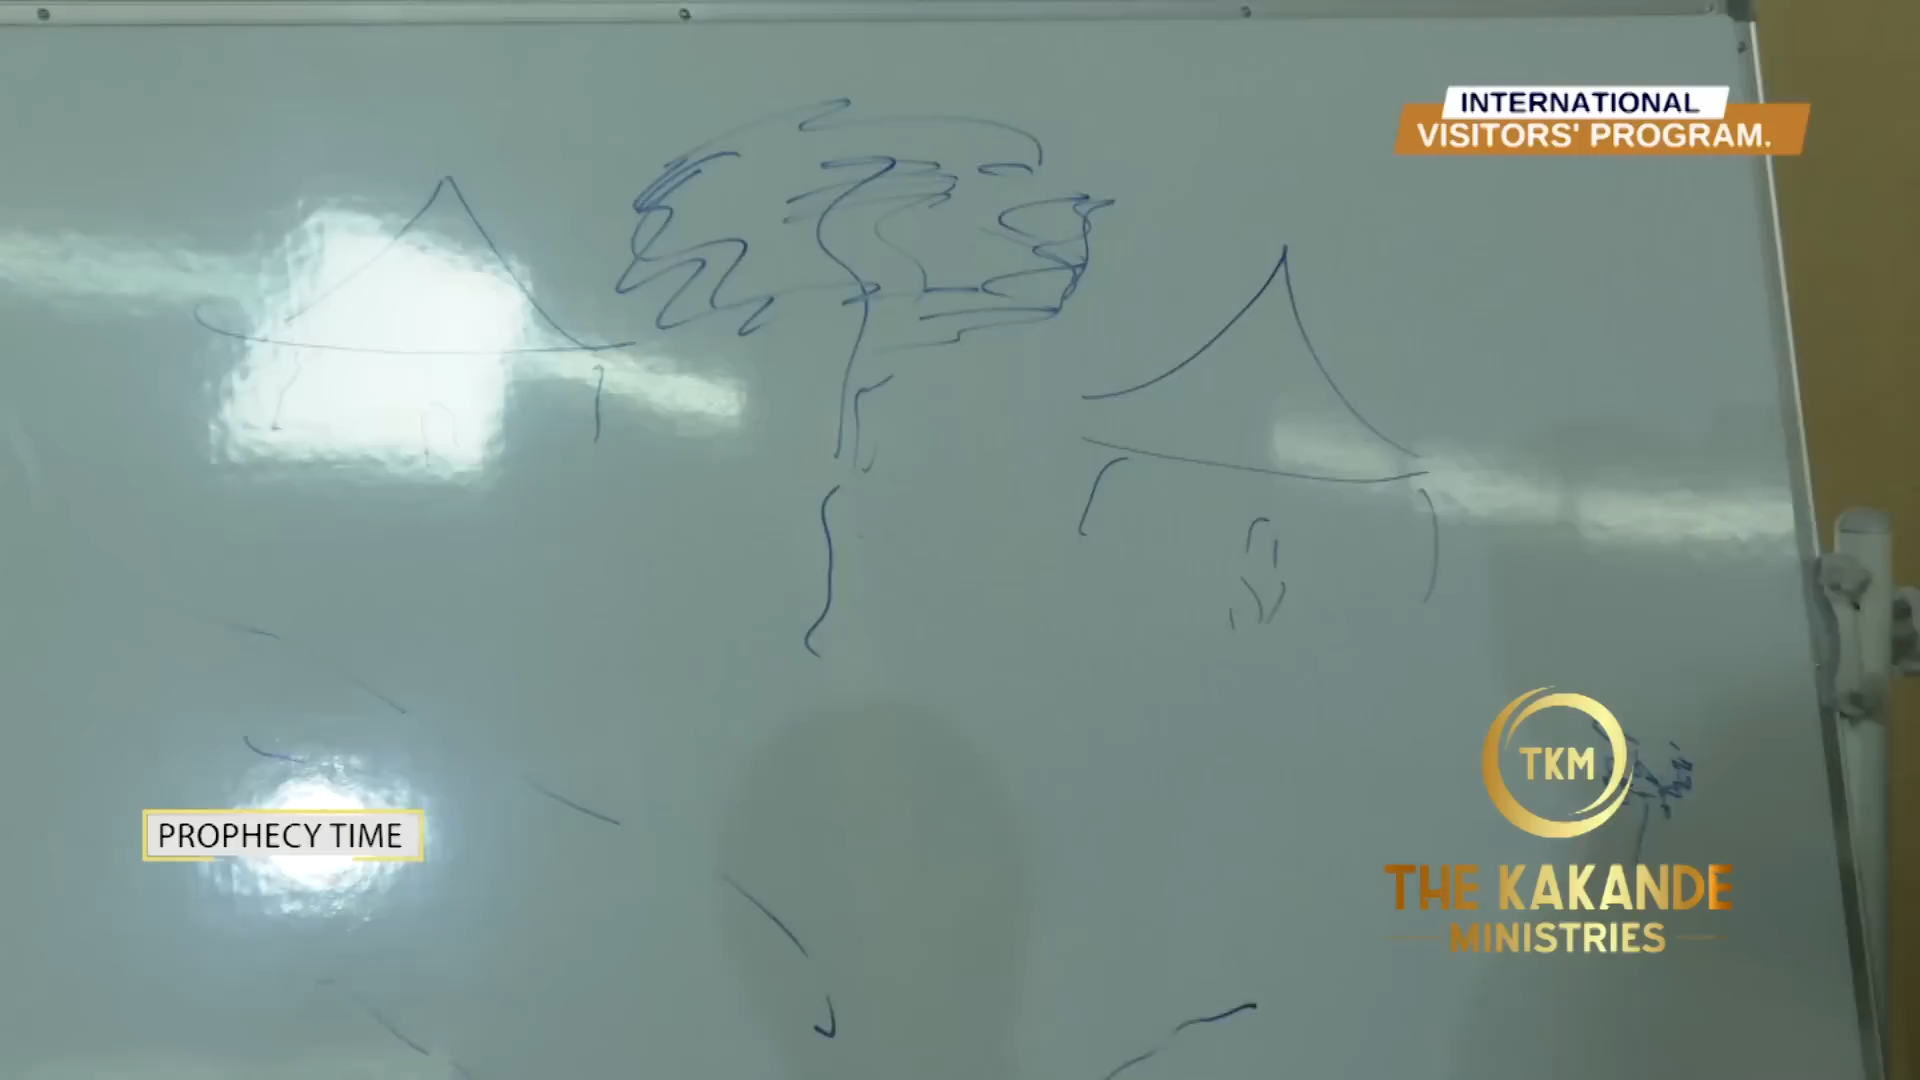 INTERNATIONAL
VISITORS' PROGRAM.
TKM
THE KAKANDE
MINISTRIES
PROPHECY TIME